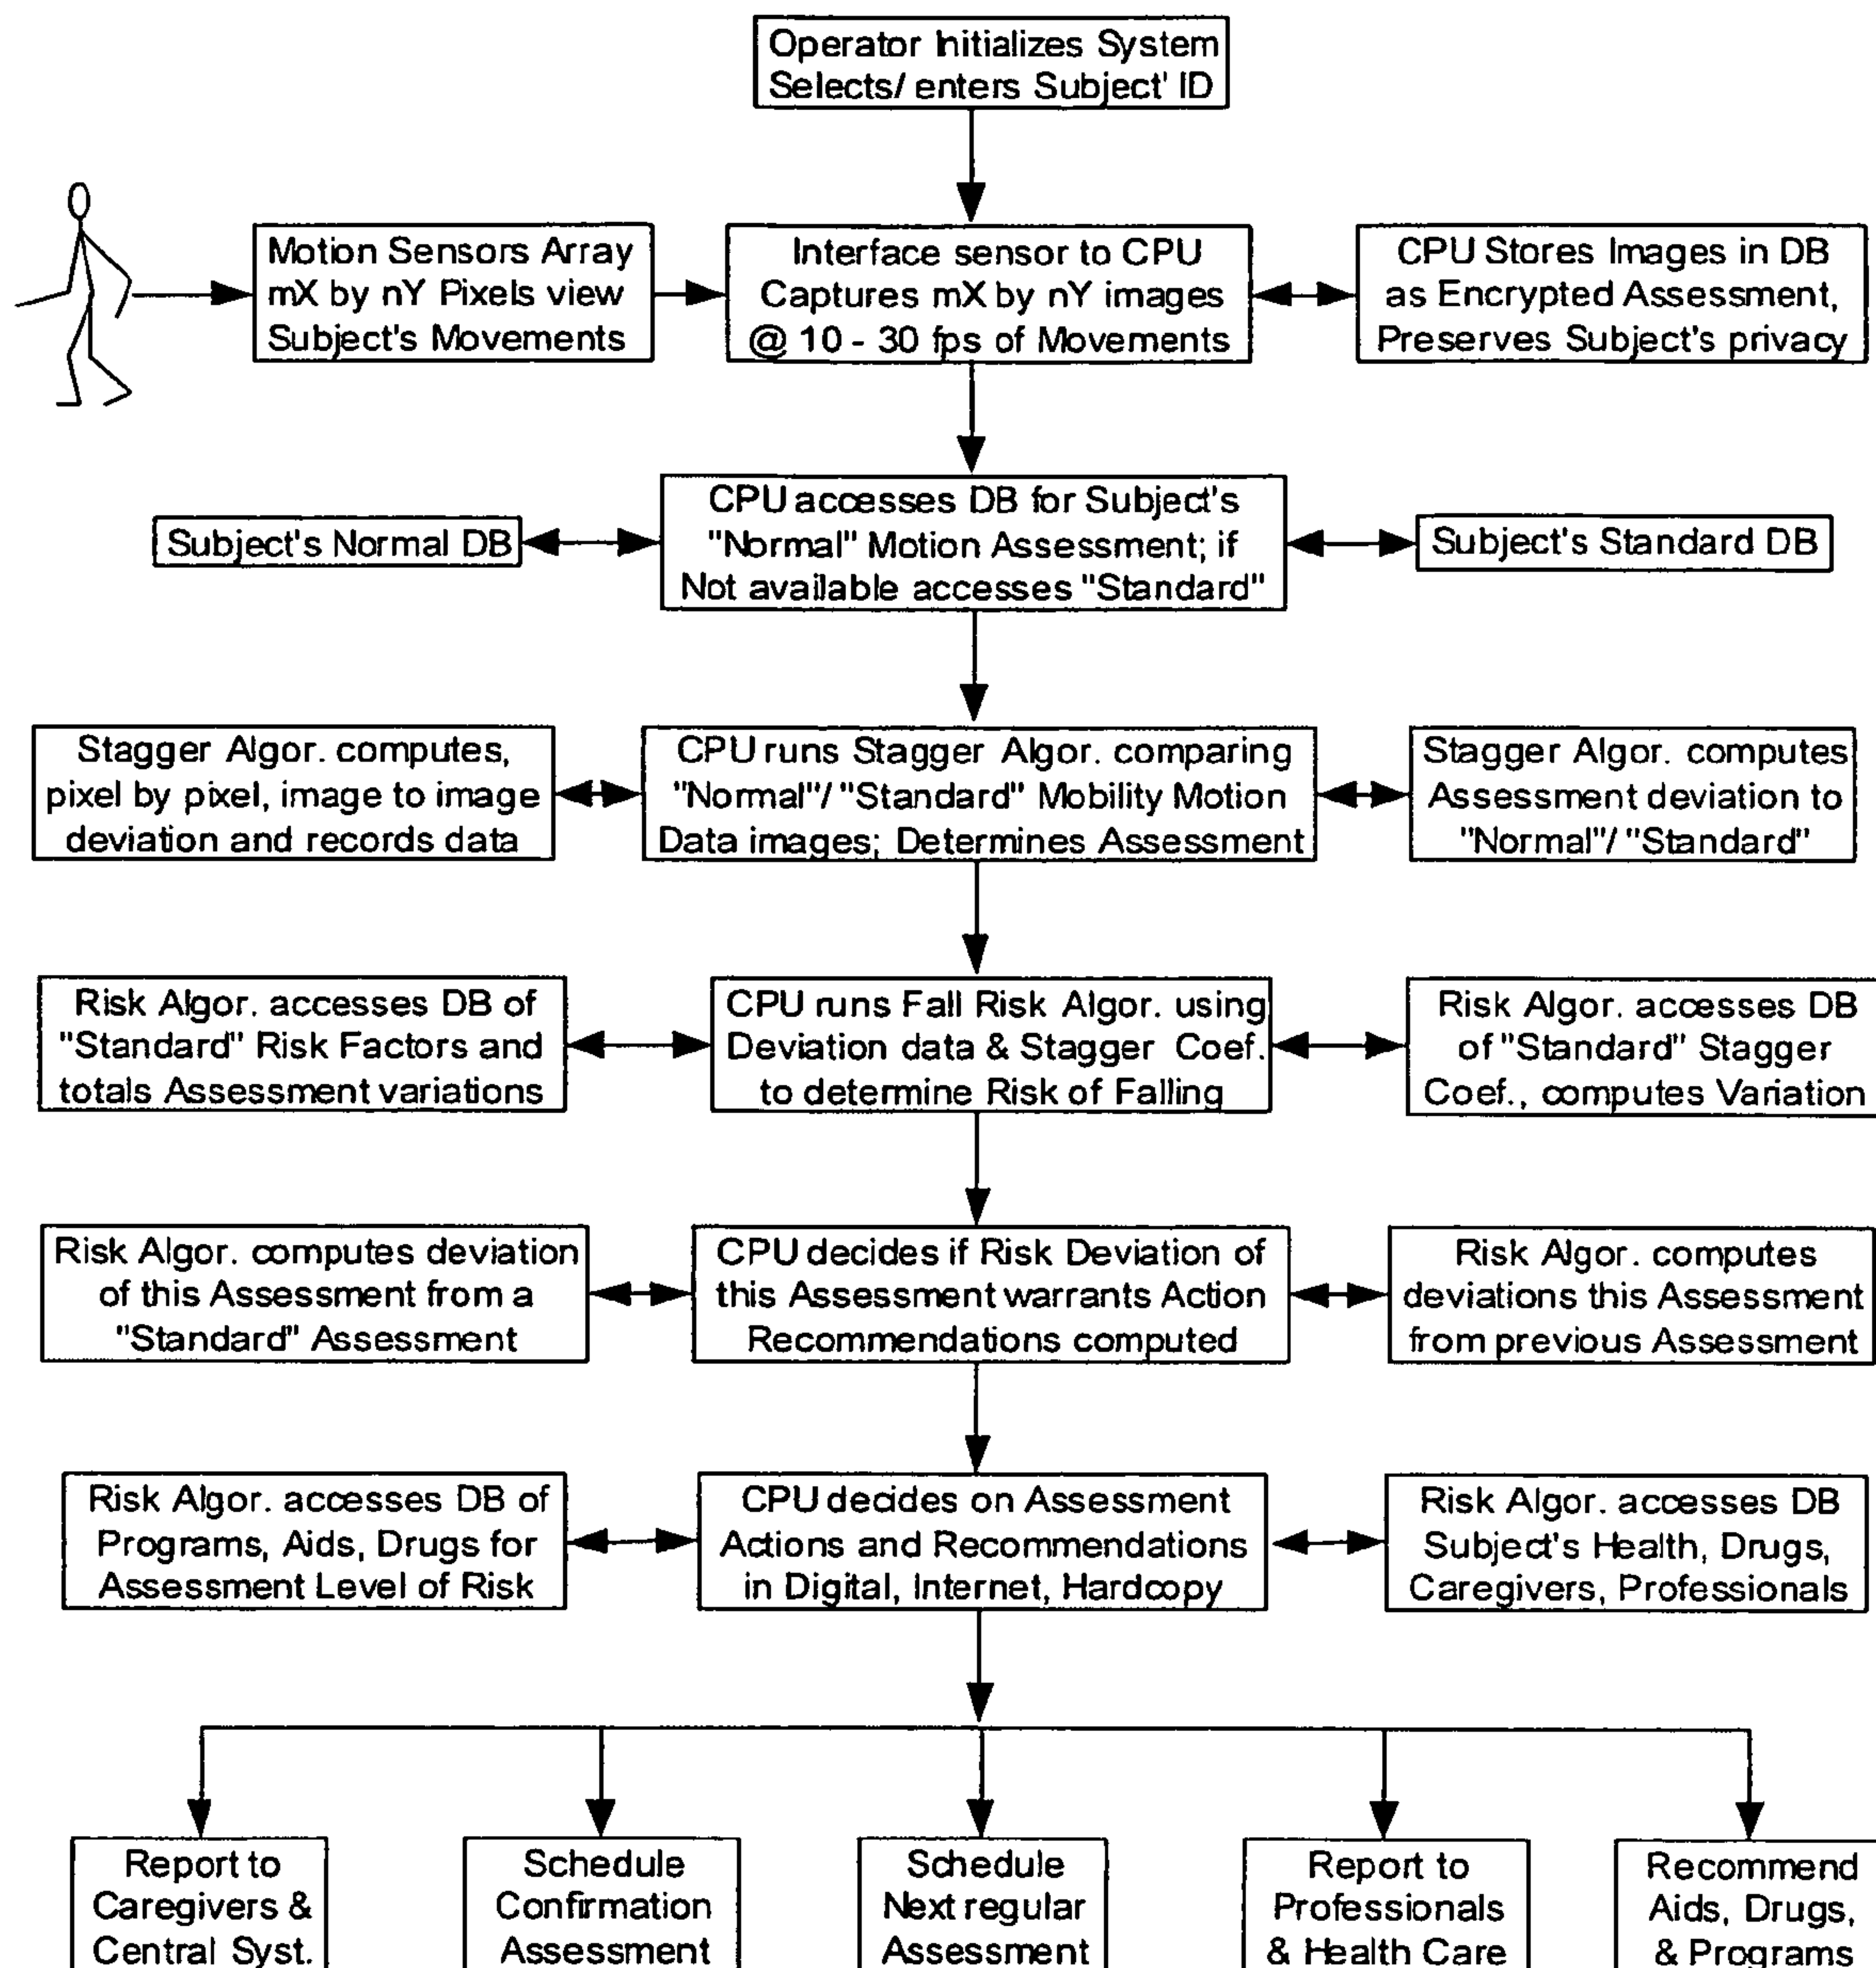 Operator Initializes System
Selects/ enters Subject' ID
Motion Sensors Array
mX by nY Pixels view
Subject's Movements
Interface sensor to CPU
Captures mX by nY images
@ 10 - 30 fps of Movements
CPU Stores Images in DB
as Encrypted Assessment,
Preserves Subject's privacy
Subject's Normal DB
CPU accesses DB for Subject's
"Normal" Motion Assessment; if
Not available accesses "Standard"
Subject's Standard DB
Stagger Algor. computes,
pixel by pixel, image to image
deviation and records data
CPU runs Stagger Algor. comparing
"Normal"/ "Standard" Mobility Motion
Data images; Determines Assessment
Stagger Algor. computes
Assessment deviation to
"Normal"/ "Standard"
Risk Algor. accesses DB of
"Standard" Risk Factors and
totals Assessment variations
CPU runs Fall Risk Algor. using
Deviation data & Stagger Coef.
to determine Risk of Falling
Risk Algor. accesses DB
of "Standard" Stagger
Coef., computes Variation
Risk Algor. computes deviation
of this Assessment from a
"Standard" Assessment
CPU decides if Risk Deviation of
this Assessment warrants Action
Recommendations computed
Risk Algor. computes
deviations this Assessment
from previous Assessment
Risk Algor. accesses DB of
Programs, Aids, Drugs for
Assessment Level of Risk
CPU decides on Assessment
Actions and Recommendations
in Digital, Internet, Hardcopy
Risk Algor. accesses DB
Subject's Health, Drugs,
Caregivers, Professionals
Report to
Caregivers &
Central Syst.
Schedule
Confirmation
Assessment
Schedule
Next regular
Assessment
Report to
Professionals
& Health Care
Recommend
Aids, Drugs,
& Programs